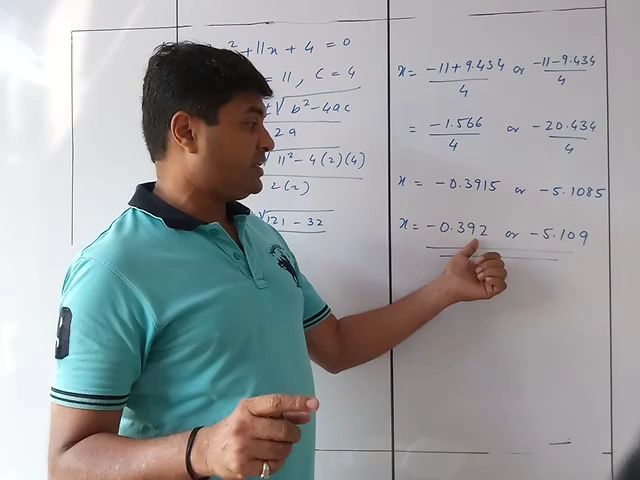 ² + 11x + 4 = 0
= 11 , C = 4
± √ b² - 4ac
2a
√ 11² - 4(2)(4)
2(2)
√ 121 - 32
x = -11 + 9.434 or -11 - 9.434
4 4
= -1.566 or -20.434
4 4
x = -0.3915 or -5.1085
x = -0.392 or -5.109